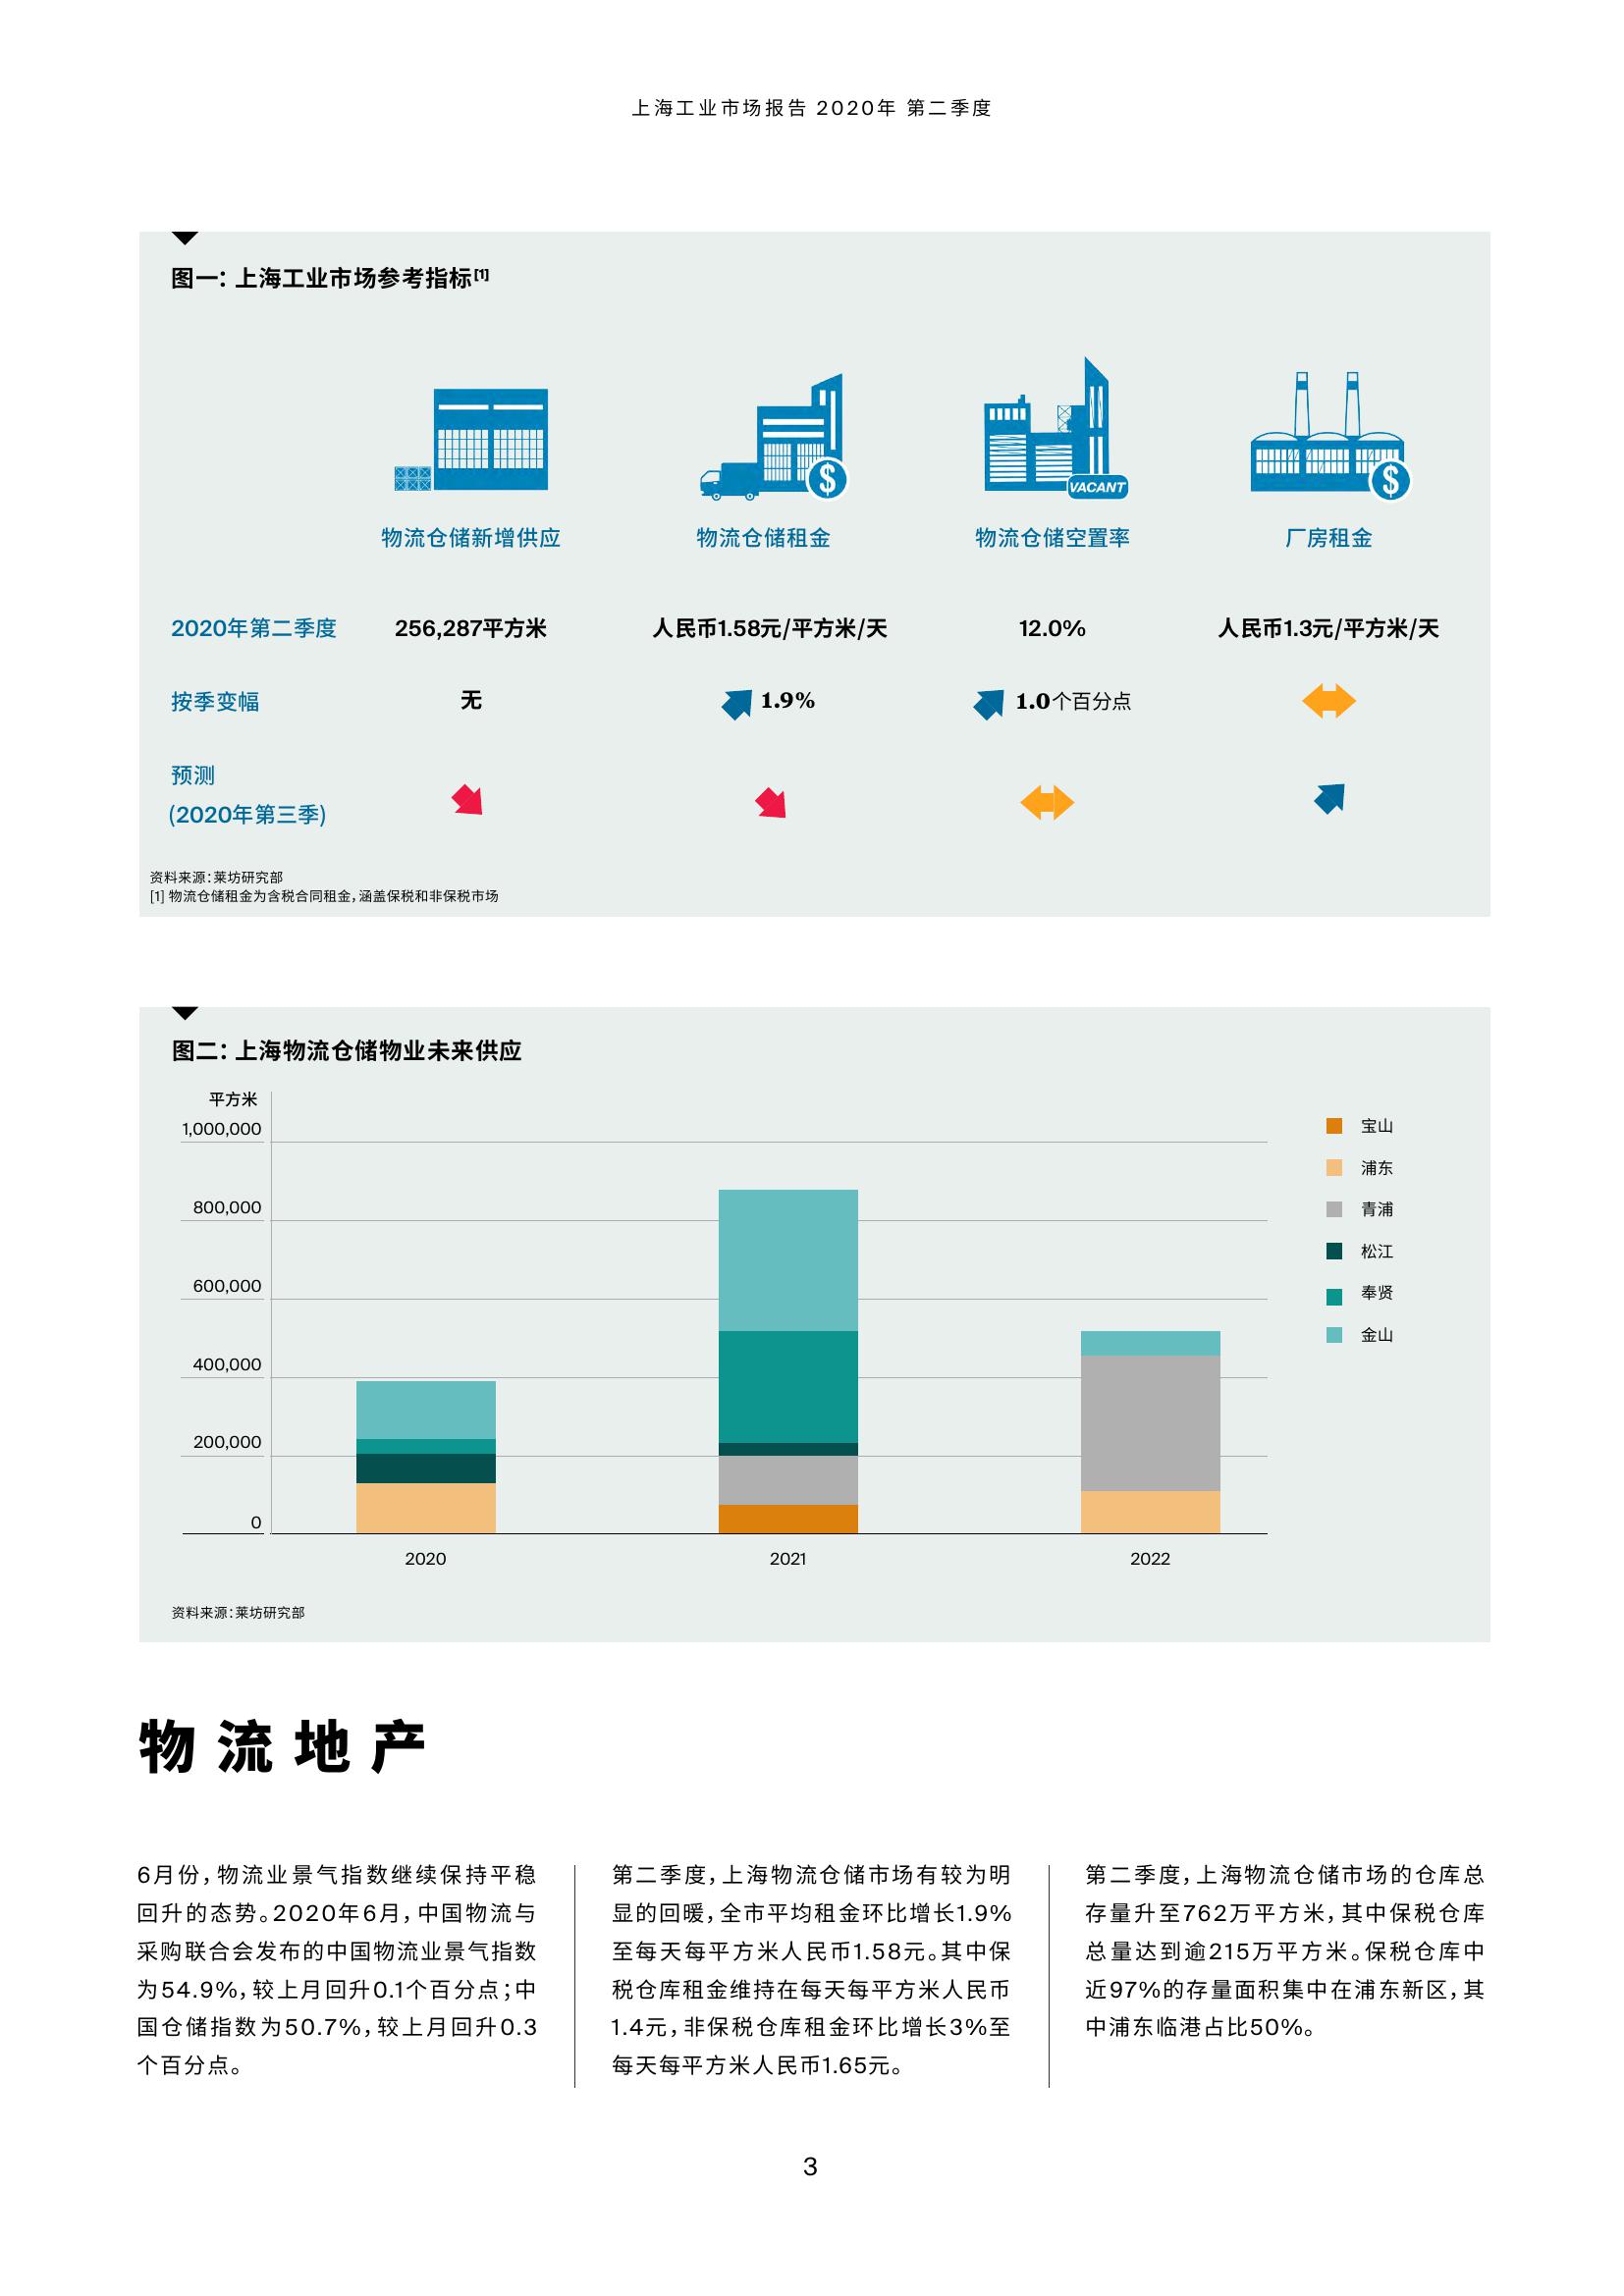 上海工业市场报告 2020年 第二季度
图一：上海工业市场参考指标[1]
VACANT
物流仓储新增供应
物流仓储租金
物流仓储空置率
厂房租金
2020年第二季度
256,287平方米
人民币1.58元/平方米/天
12.0%
人民币1.3元/平方米/天
按季变幅
无
1.9%
1.0个百分点
预测
(2020年第三季)
资料来源：莱坊研究部
[1] 物流仓储租金为含税合同租金，涵盖保税和非保税市场
图二：上海物流仓储物业未来供应
平方米
1,000,000
800,000
600,000
400,000
200,000
0
2020
2021
2022
宝山
浦东
青浦
松江
奉贤
金山
资料来源：莱坊研究部
物流地产
6月份，物流业景气指数继续保持平稳
回升的态势。2020年6月，中国物流与
采购联合会发布的中国物流业景气指数
为54.9%，较上月回升0.1个百分点；中
国仓储指数为50.7%，较上月回升0.3
个百分点。
第二季度，上海物流仓储市场有较为明
显的回暖，全市平均租金环比增长1.9%
至每天每平方米人民币1.58元。其中保
税仓库租金维持在每天每平方米人民币
1.4元，非保税仓库租金环比增长3%至
每天每平方米人民币1.65元。
第二季度，上海物流仓储市场的仓库总
存量升至762万平方米，其中保税仓库
总量达到逾215万平方米。保税仓库中
近97%的存量面积集中在浦东新区，其
中浦东临港占比50%。
3